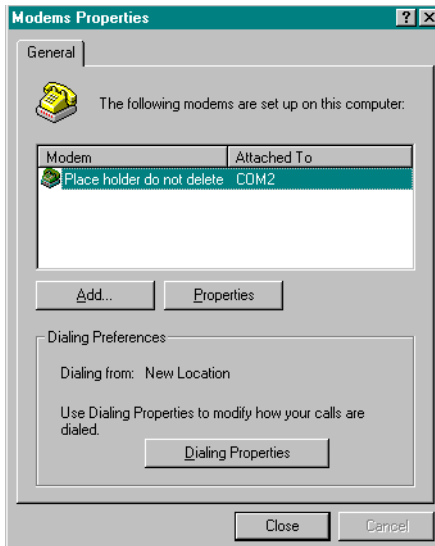 Modems Properties
General
The following modems are set up on this computer:
Modem Attached To
Place holder do not delete COM2
Add... Properties
Dialing Preferences
Dialing from: New Location
Use Dialing Properties to modify how your calls are
dialed.
Dialing Properties
Close Cancel